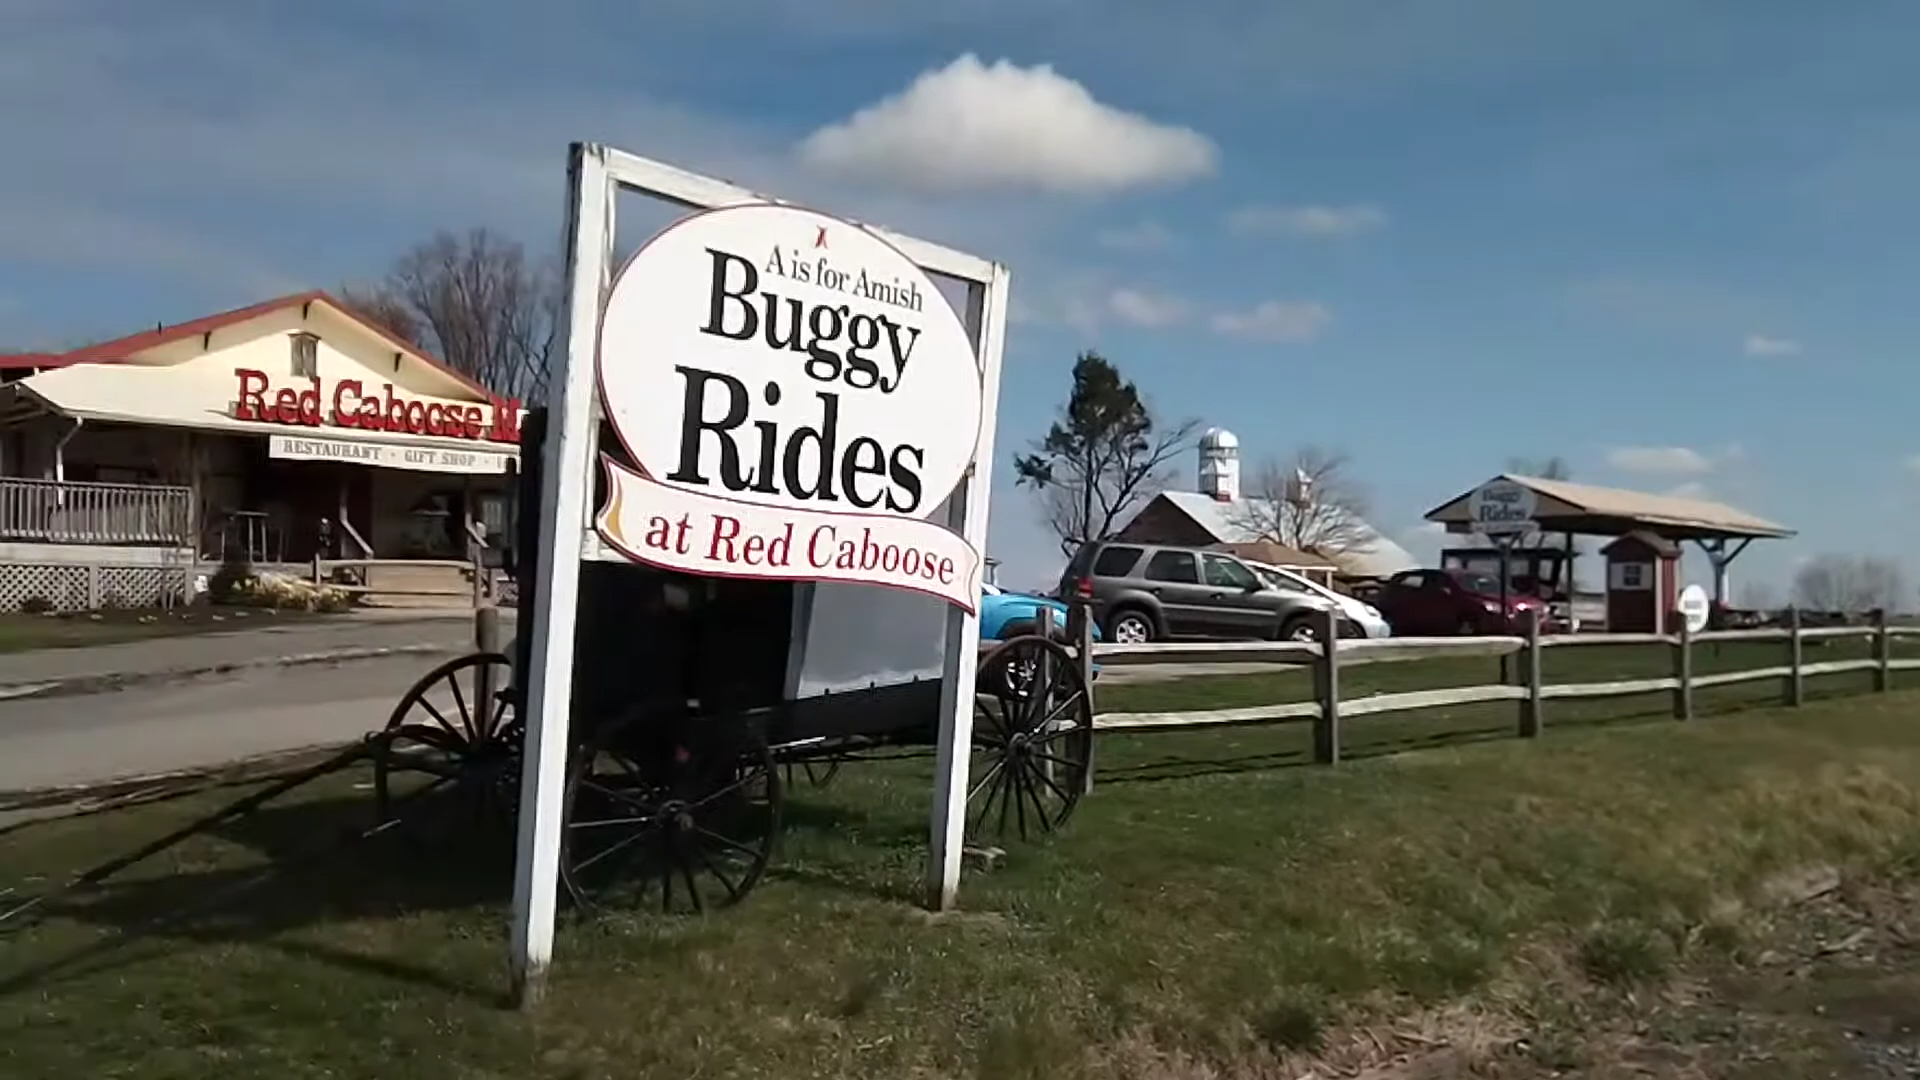 A is for Amish
Buggy
Rides
at Red Caboose
Red Caboose
RESTAURANT • GIFT SHOP •
Buggy
Rides